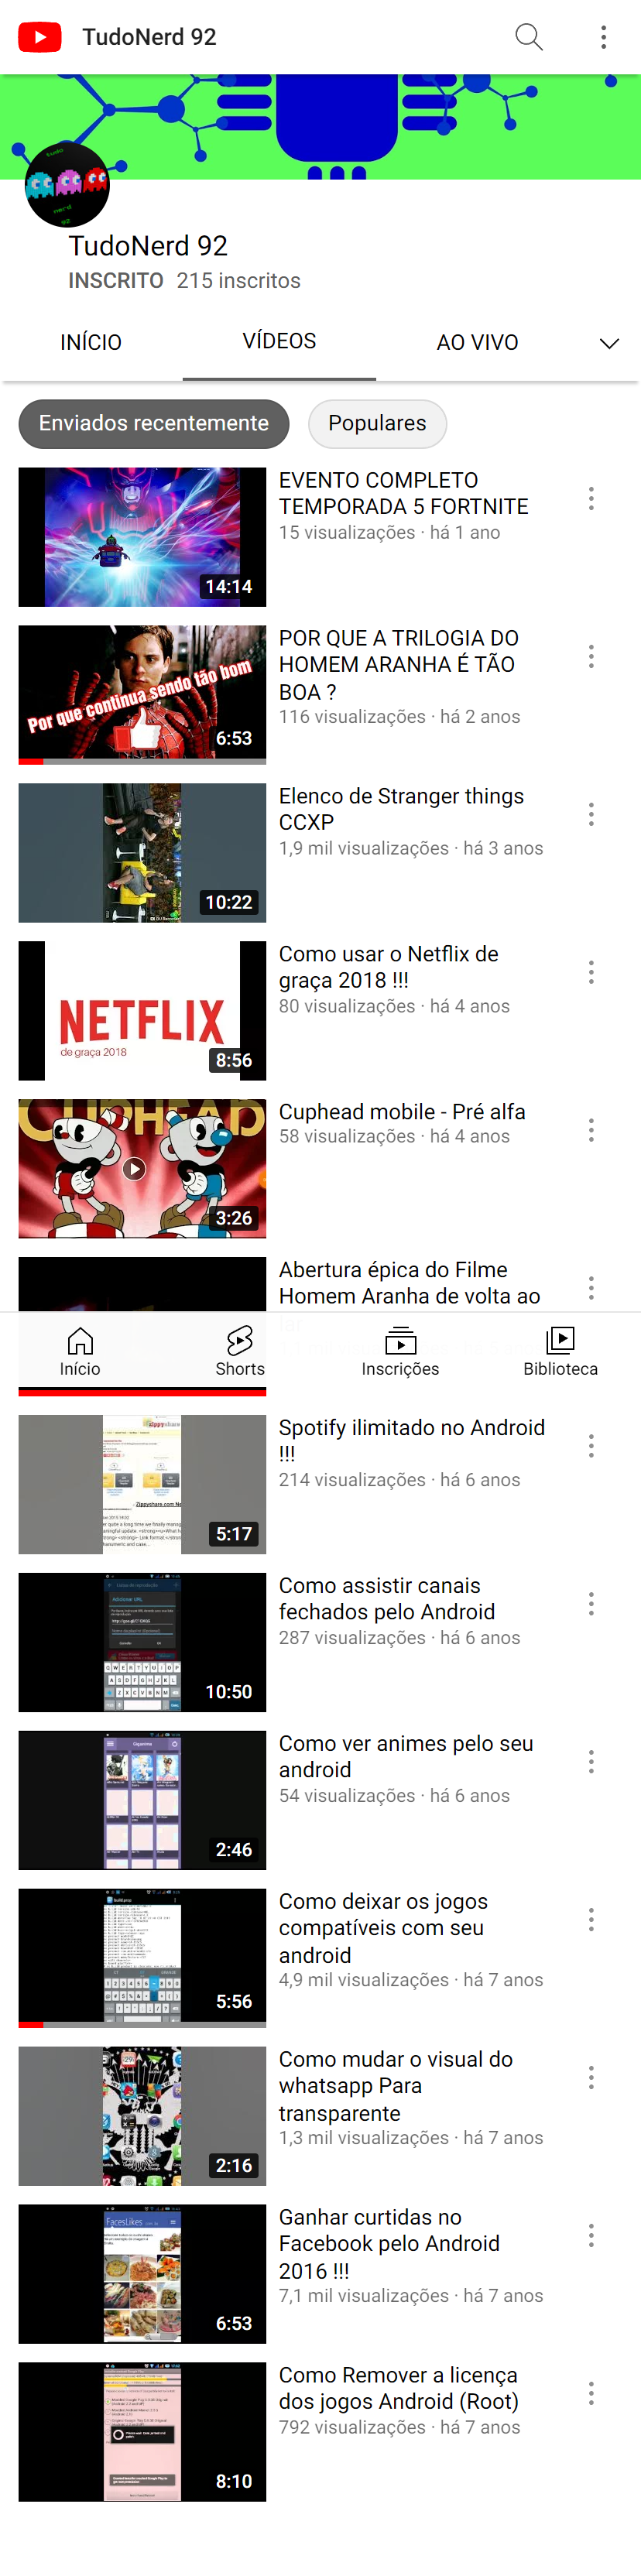 TudoNerd 92
tudo
nerd
92
TudoNerd 92
INSCRITO 215 inscritos
INÍCIO VÍDEOS AO VIVO
Enviados recentemente Populares
EVENTO COMPLETO
TEMPORADA 5 FORTNITE
15 visualizações · há 1 ano
14:14
POR QUE A TRILOGIA DO
HOMEM ARANHA É TÃO
BOA ?
116 visualizações · há 2 anos
Por que continua sendo tão bom
6:53
Elenco de Stranger things
CCXP
1,9 mil visualizações · há 3 anos
10:22
Como usar o Netflix de
graça 2018 !!!
80 visualizações · há 4 anos
NETFLIX
de graça 2018
8:56
CUPHEAD
Cuphead mobile - Pré alfa
58 visualizações · há 4 anos
3:26
Abertura épica do Filme
Homem Aranha de volta ao
Início Shorts Inscrições Biblioteca
Spotify ilimitado no Android
!!!
214 visualizações · há 6 anos
5:17
Como assistir canais
fechados pelo Android
287 visualizações · há 6 anos
10:50
Como ver animes pelo seu
android
54 visualizações · há 6 anos
2:46
Como deixar os jogos
compatíveis com seu
android
4,9 mil visualizações · há 7 anos
5:56
Como mudar o visual do
whatsapp Para
transparente
1,3 mil visualizações · há 7 anos
2:16
Ganhar curtidas no
Facebook pelo Android
2016 !!!
7,1 mil visualizações · há 7 anos
FacesLikes
6:53
Como Remover a licença
dos jogos Android (Root)
792 visualizações · há 7 anos
8:10